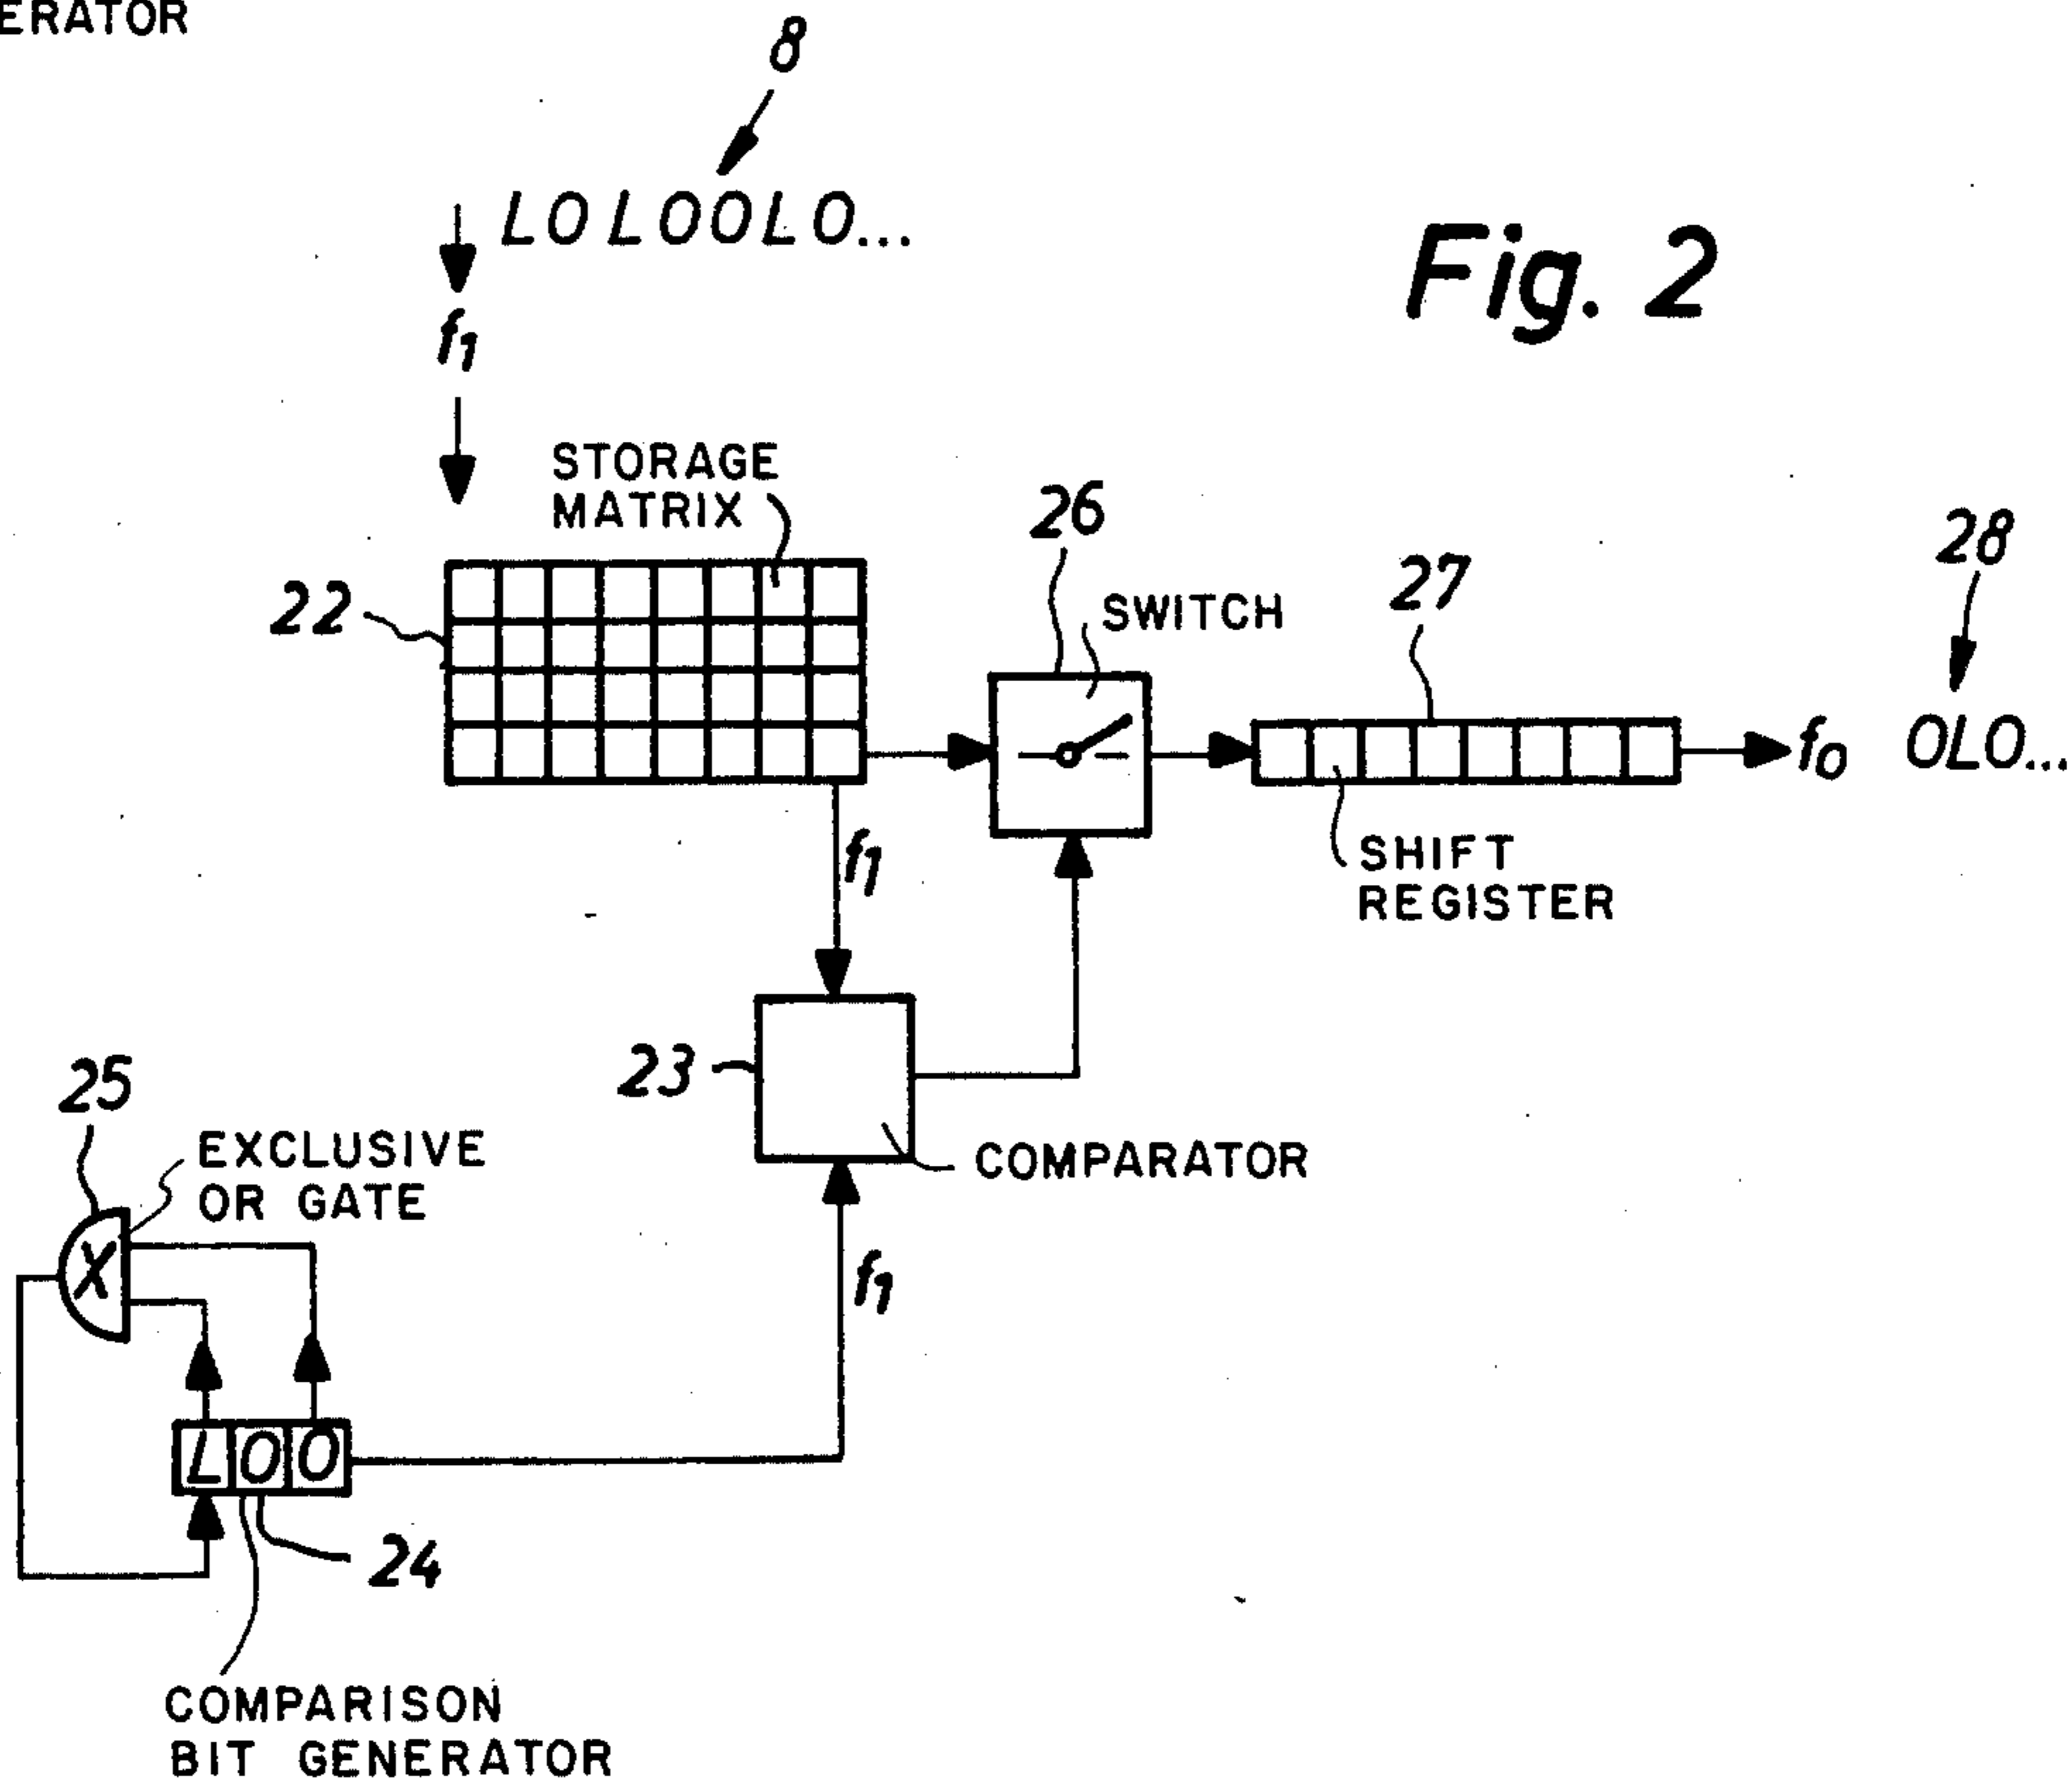 ERATOR
8
LOLOOLO...
Fig. 2
f1
STORAGE
MATRIX
26
28
22
27
SWITCH
f0 OLO...
f1
SHIFT
REGISTER
23
25
EXCLUSIVE
OR GATE
COMPARATOR
X
f1
L O O
24
COMPARISON
BIT GENERATOR